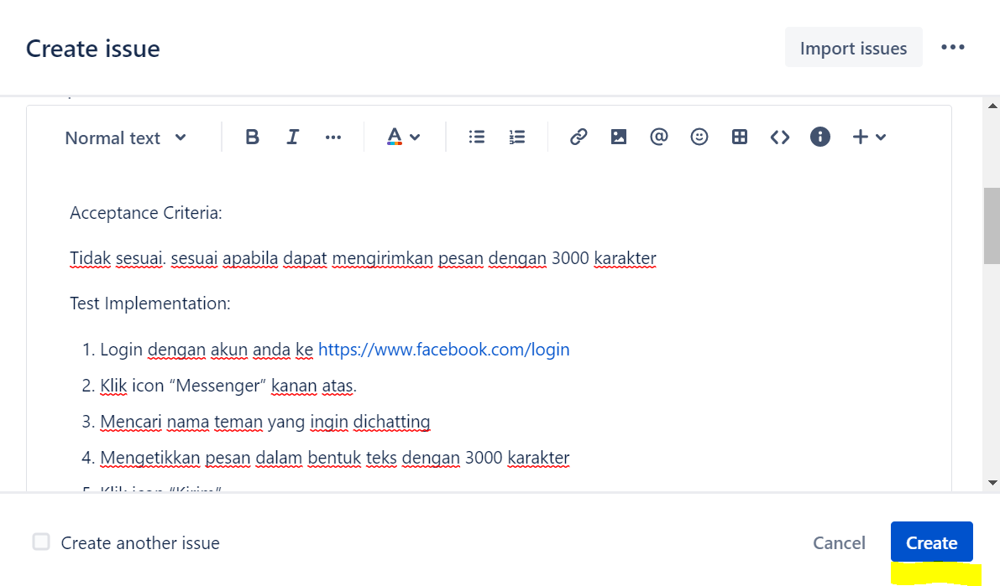 Create issue
Import issues
Normal text
Acceptance Criteria:
Tidak sesuai. sesuai apabila dapat mengirimkan pesan dengan 3000 karakter
Test Implementation:
1. Login dengan akun anda ke https://www.facebook.com/login
2. Klik icon “Messenger” kanan atas.
3. Mencari nama teman yang ingin dichatting
4. Mengetikkan pesan dalam bentuk teks dengan 3000 karakter
5. Klik icon “Kirim”
Create another issue
Cancel
Create